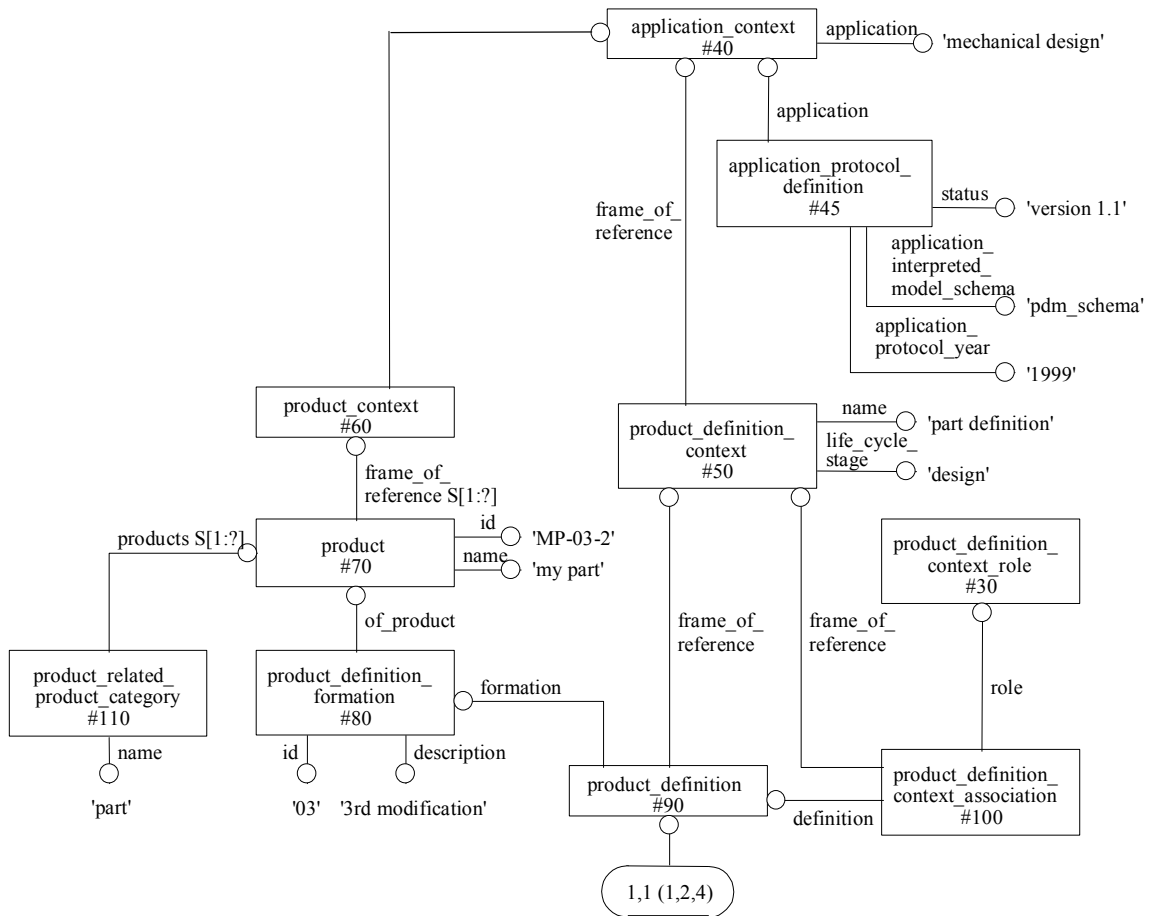 application_context
#40
application
'mechanical design'
application
application_protocol_
definition
#45
status
'version 1.1'
frame_of_
reference
application_
interpreted_
model_schema
'pdm_schema'
application_
protocol_year
'1999'
product_context
#60
product_definition_
context
#50
name
'part definition'
life_cycle_
stage
'design'
frame_of_
reference S[1:?]
products S[1:?]
product
#70
id
'MP-03-2'
name
'my part'
product_definition_
context_role
#30
of_product
frame_of_
reference
frame_of_
reference
product_related_
product_category
#110
product_definition_
formation
#80
formation
role
name
id
description
'part'
'03'
'3rd modification'
product_definition
#90
definition
product_definition_
context_association
#100
1,1 (1,2,4)